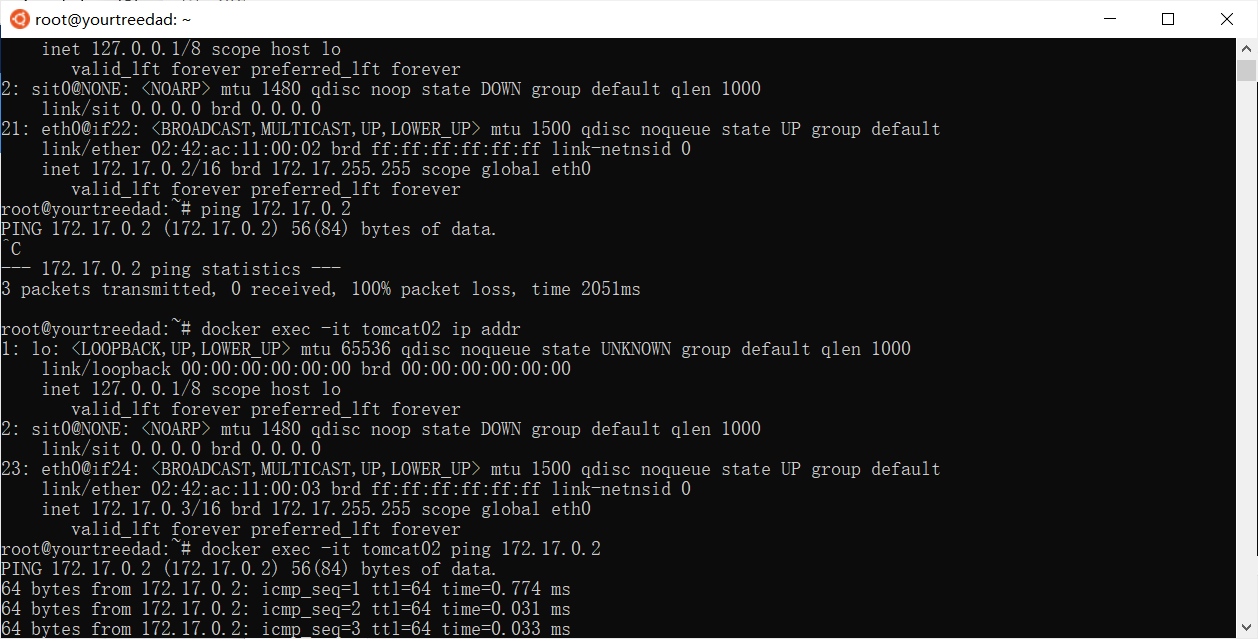 root@yourtreedad: ~
    inet 127.0.0.1/8 scope host lo
       valid_lft forever preferred_lft forever
2: sit0@NONE: <NOARP> mtu 1480 qdisc noop state DOWN group default qlen 1000
    link/sit 0.0.0.0 brd 0.0.0.0
21: eth0@if22: <BROADCAST,MULTICAST,UP,LOWER_UP> mtu 1500 qdisc noqueue state UP group default
    link/ether 02:42:ac:11:00:02 brd ff:ff:ff:ff:ff:ff link-netnsid 0
    inet 172.17.0.2/16 brd 172.17.255.255 scope global eth0
       valid_lft forever preferred_lft forever
root@yourtreedad:~# ping 172.17.0.2
PING 172.17.0.2 (172.17.0.2) 56(84) bytes of data.
^C
--- 172.17.0.2 ping statistics ---
3 packets transmitted, 0 received, 100% packet loss, time 2051ms

root@yourtreedad:~# docker exec -it tomcat02 ip addr
1: lo: <LOOPBACK,UP,LOWER_UP> mtu 65536 qdisc noqueue state UNKNOWN group default qlen 1000
    link/loopback 00:00:00:00:00:00 brd 00:00:00:00:00:00
    inet 127.0.0.1/8 scope host lo
       valid_lft forever preferred_lft forever
2: sit0@NONE: <NOARP> mtu 1480 qdisc noop state DOWN group default qlen 1000
    link/sit 0.0.0.0 brd 0.0.0.0
23: eth0@if24: <BROADCAST,MULTICAST,UP,LOWER_UP> mtu 1500 qdisc noqueue state UP group default
    link/ether 02:42:ac:11:00:03 brd ff:ff:ff:ff:ff:ff link-netnsid 0
    inet 172.17.0.3/16 brd 172.17.255.255 scope global eth0
       valid_lft forever preferred_lft forever
root@yourtreedad:~# docker exec -it tomcat02 ping 172.17.0.2
PING 172.17.0.2 (172.17.0.2) 56(84) bytes of data.
64 bytes from 172.17.0.2: icmp_seq=1 ttl=64 time=0.774 ms
64 bytes from 172.17.0.2: icmp_seq=2 ttl=64 time=0.031 ms
64 bytes from 172.17.0.2: icmp_seq=3 ttl=64 time=0.033 ms